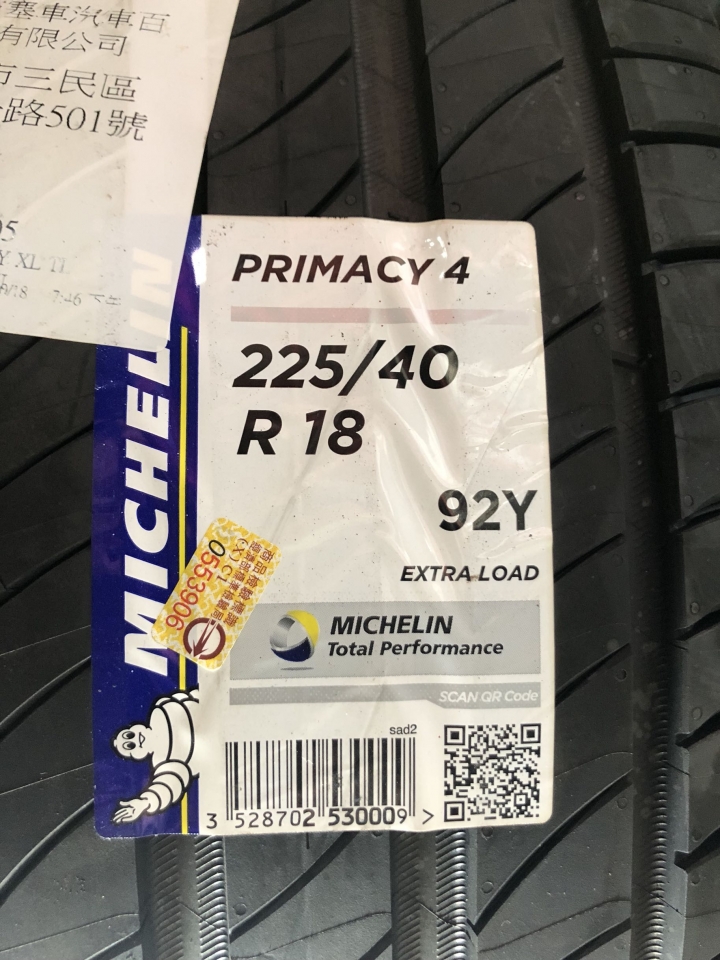 塞車汽車百
有限公司
市三民區
路501號
05
Y XL TL
7:46
MICHELIN
PRIMACY 4
225/40
R 18
92Y
EXTRA LOAD
0553906
MICHELIN
Total Performance
SCAN QR Code
sad2
3 528702 530009 >